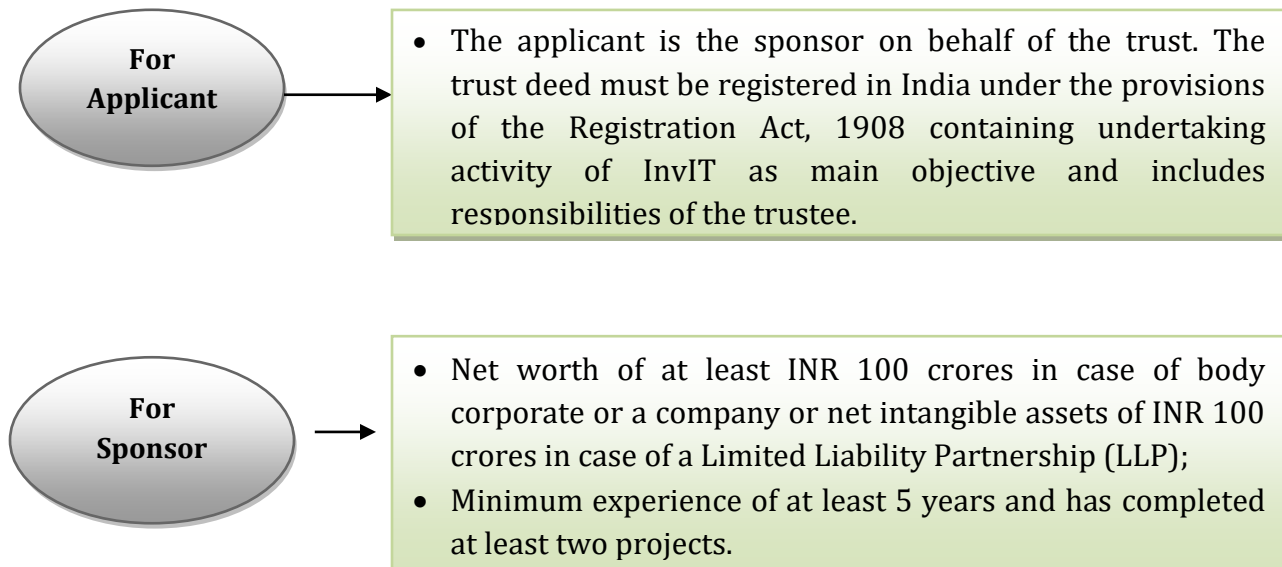 For
Applicant
• The applicant is the sponsor on behalf of the trust. The
trust deed must be registered in India under the provisions
of the Registration Act, 1908 containing undertaking
activity of InvIT as main objective and includes
responsibilities of the trustee.
For
Sponsor
• Net worth of at least INR 100 crores in case of body
corporate or a company or net intangible assets of INR 100
crores in case of a Limited Liability Partnership (LLP);
• Minimum experience of at least 5 years and has completed
at least two projects.